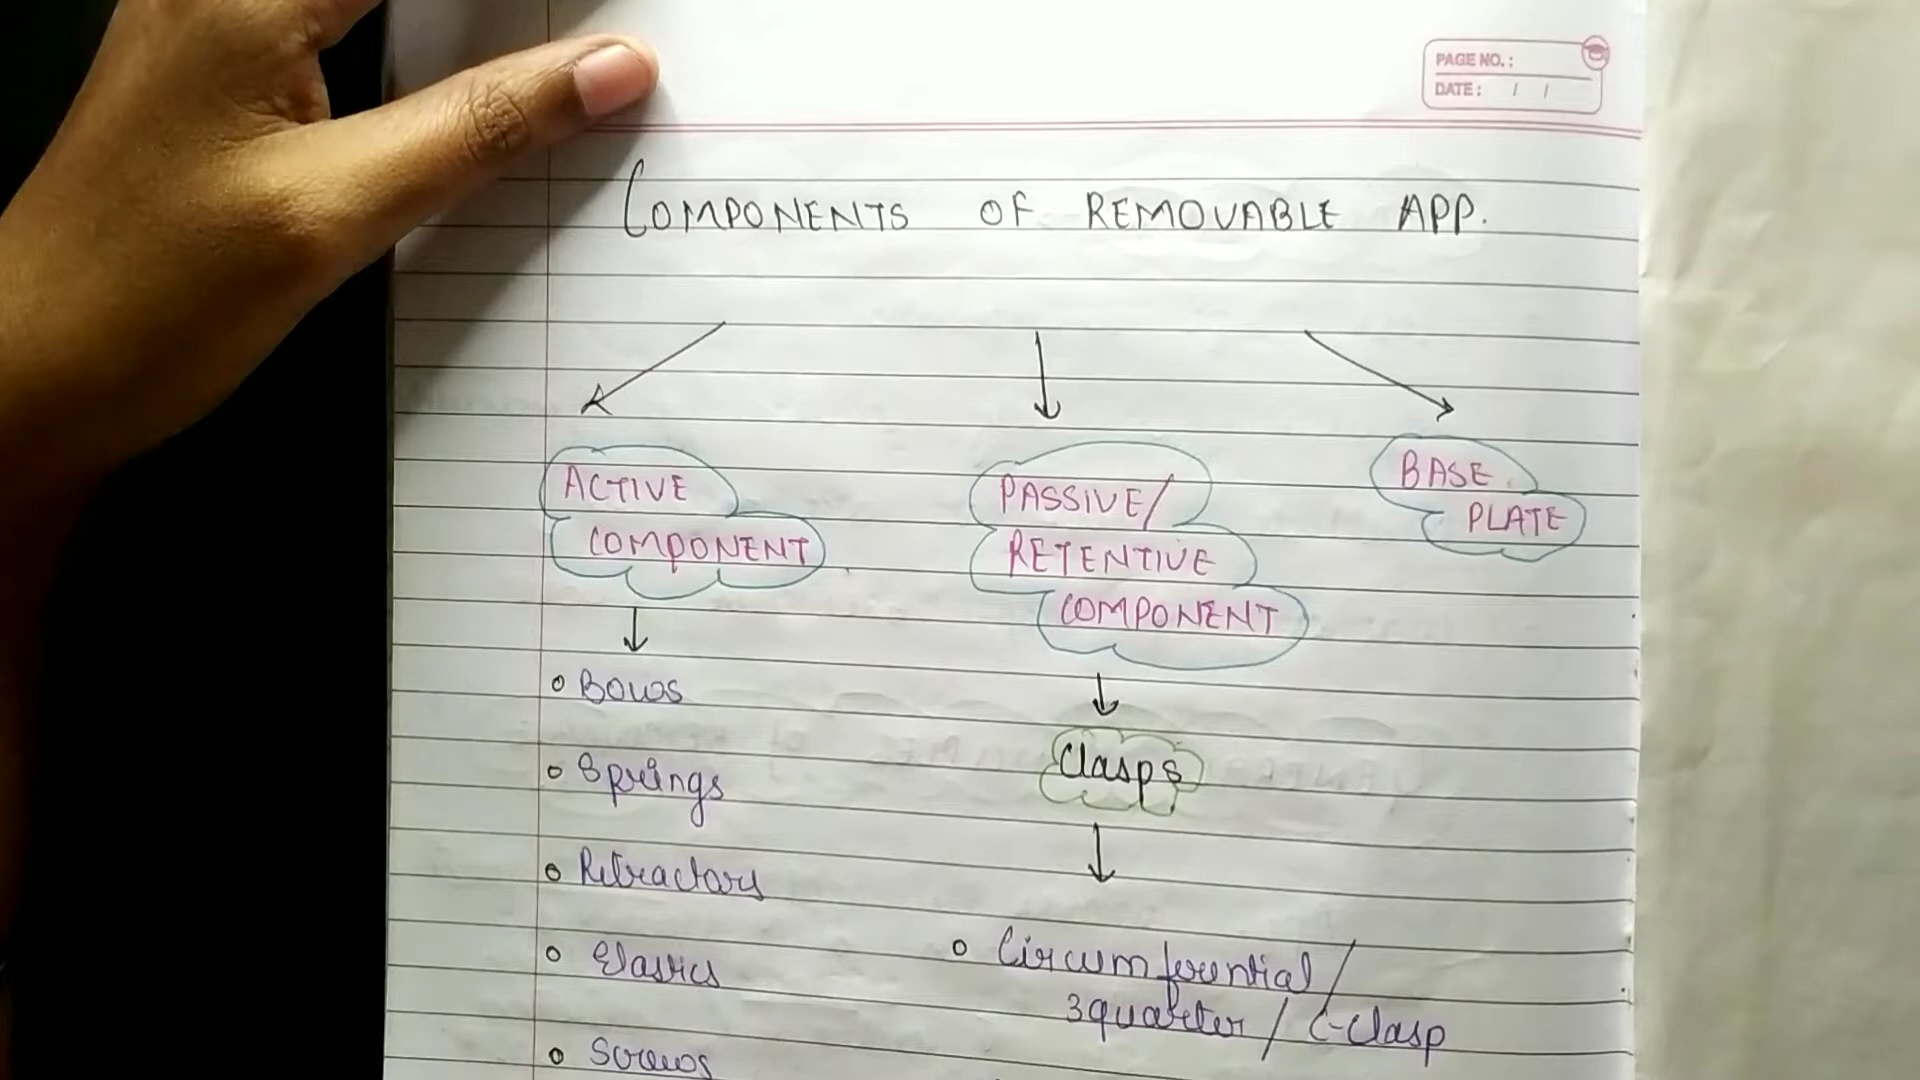 PAGE NO.:
DATE: / /
COMPONENTS OF REMOVABLE APP.
ACTIVE
COMPONENT
PASSIVE/
RETENTIVE
COMPONENT
BASE
PLATE
Bows
Springs
Retractors
Elastics
Screws
Clasps
Circumferential/
3quarter / C-Clasp